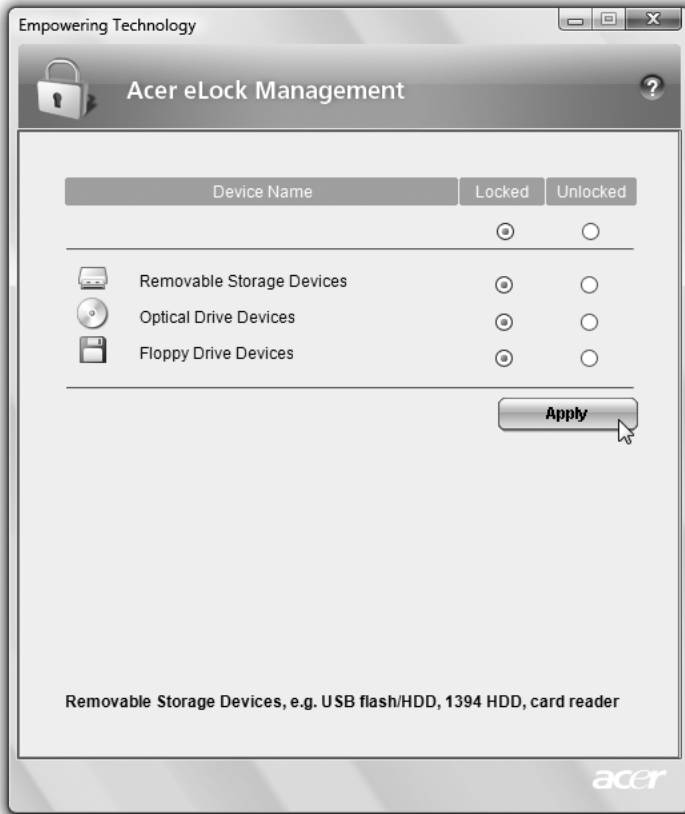 Empowering Technology
Acer eLock Management
?
Device Name Locked Unlocked
Removable Storage Devices
Optical Drive Devices
Floppy Drive Devices
Apply
Removable Storage Devices, e.g. USB flash/HDD, 1394 HDD, card reader
acer